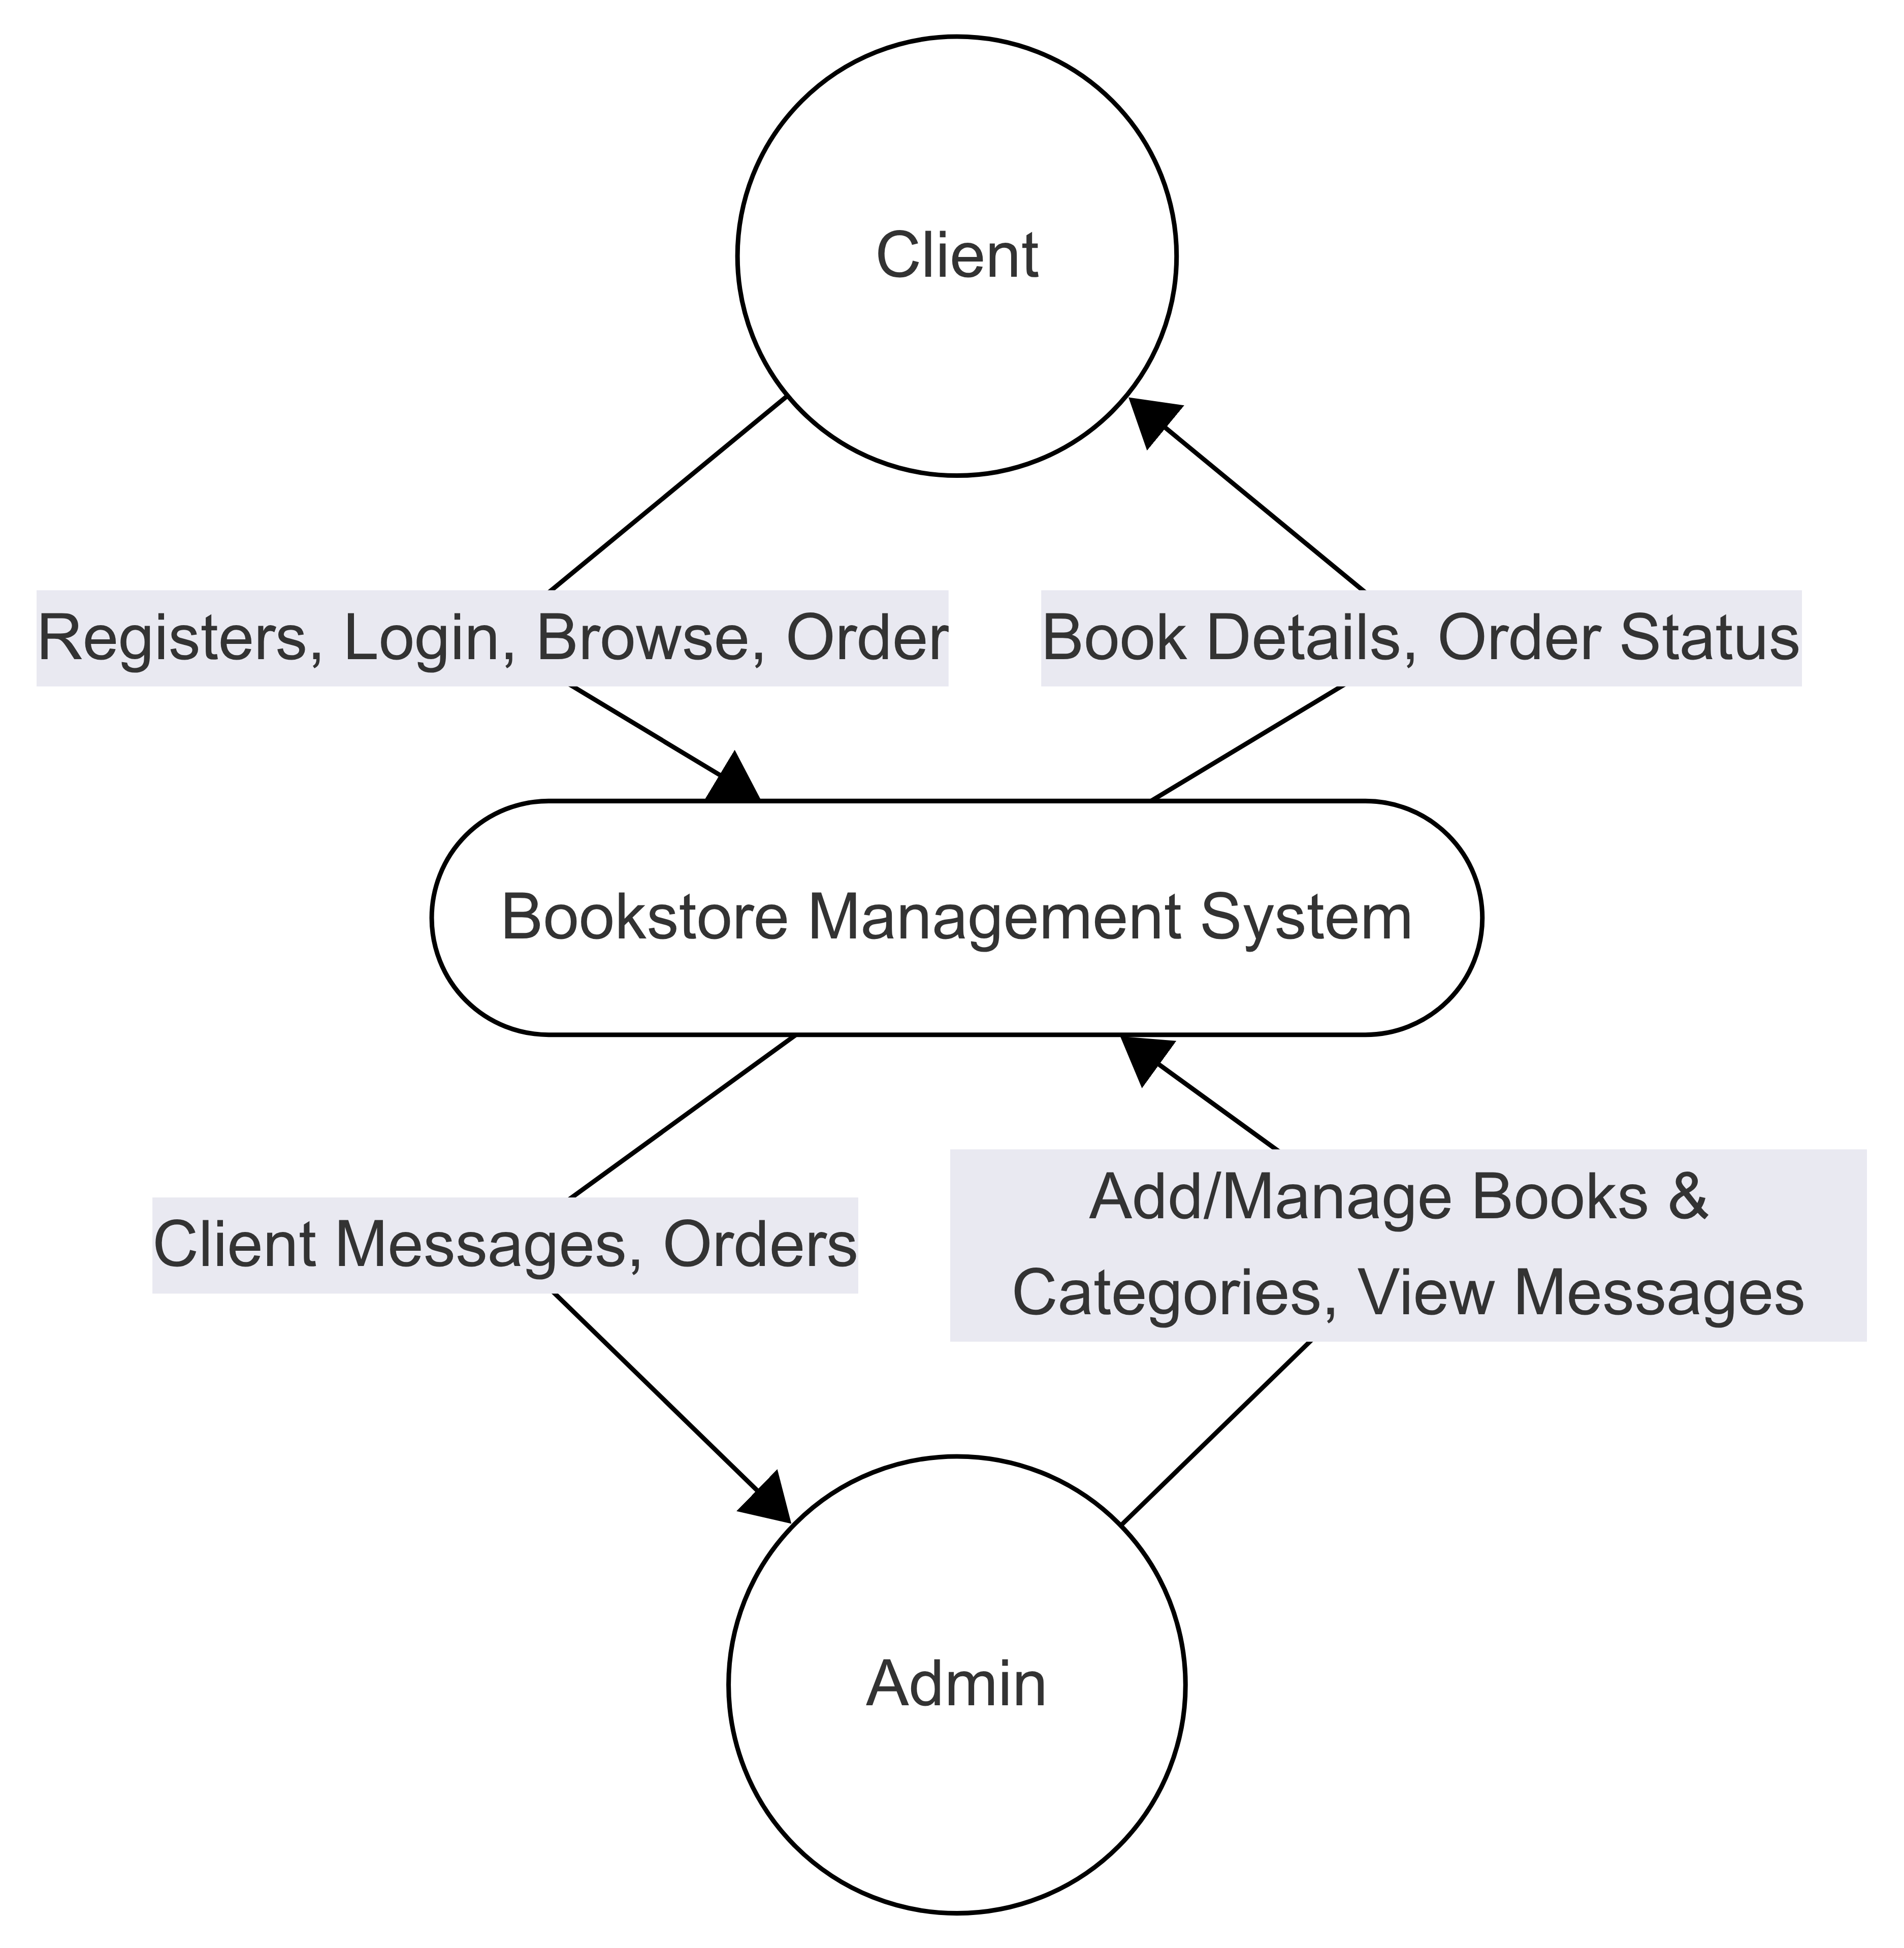 Client
Registers, Login, Browse, Order
Book Details, Order Status
Bookstore Management System
Client Messages, Orders
Add/Manage Books &
Categories, View Messages
Admin